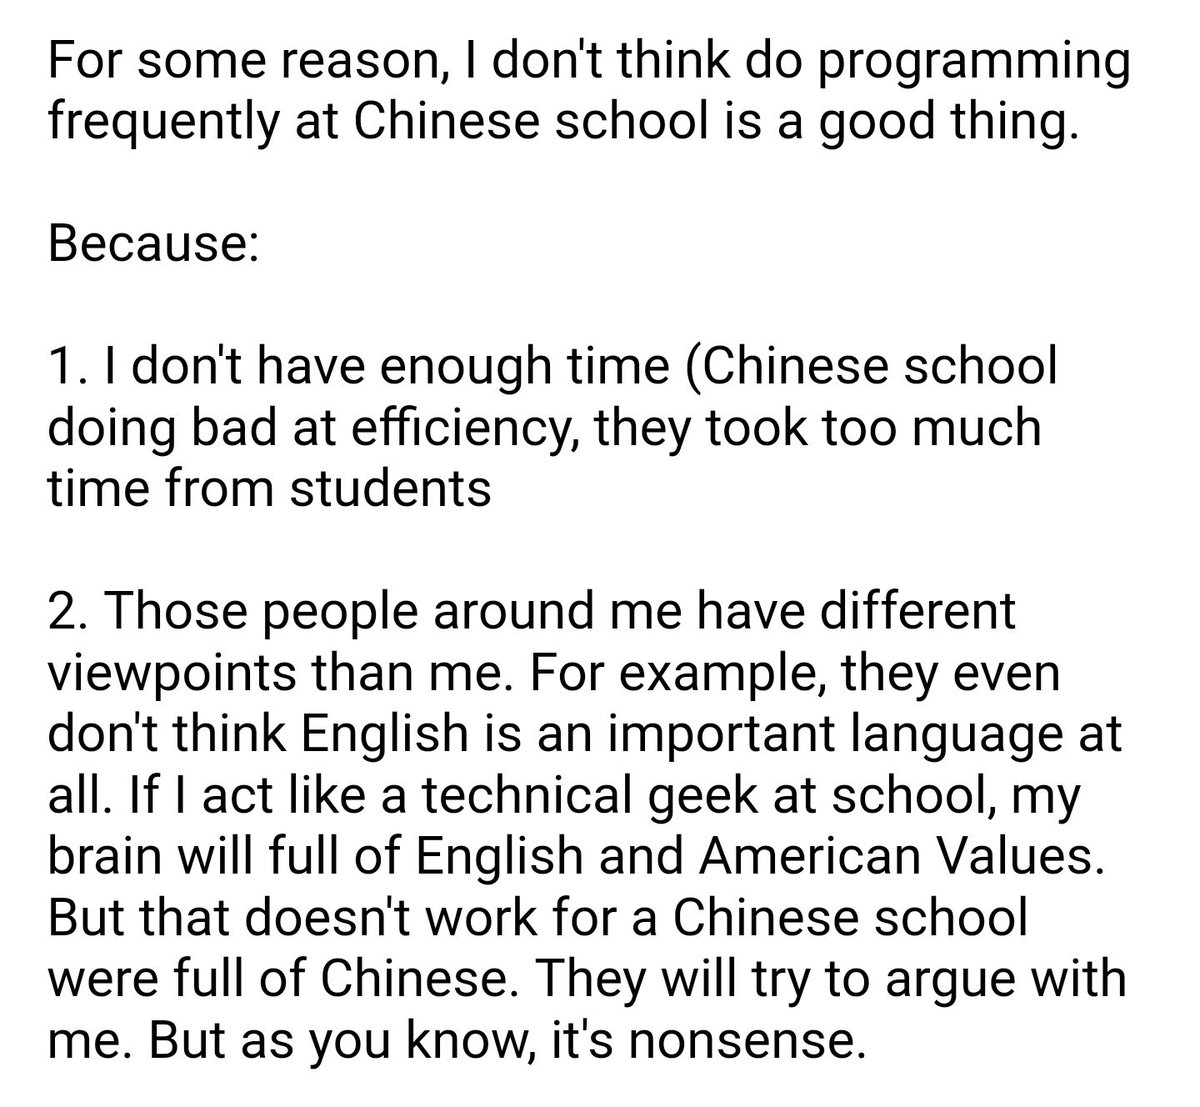 For some reason, I don't think do programming
frequently at Chinese school is a good thing.
Because:
1. I don't have enough time (Chinese school
doing bad at efficiency, they took too much
time from students
2. Those people around me have different
viewpoints than me. For example, they even
don't think English is an important language at
all. If I act like a technical geek at school, my
brain will full of English and American Values.
But that doesn't work for a Chinese school
were full of Chinese. They will try to argue with
me. But as you know, it's nonsense.